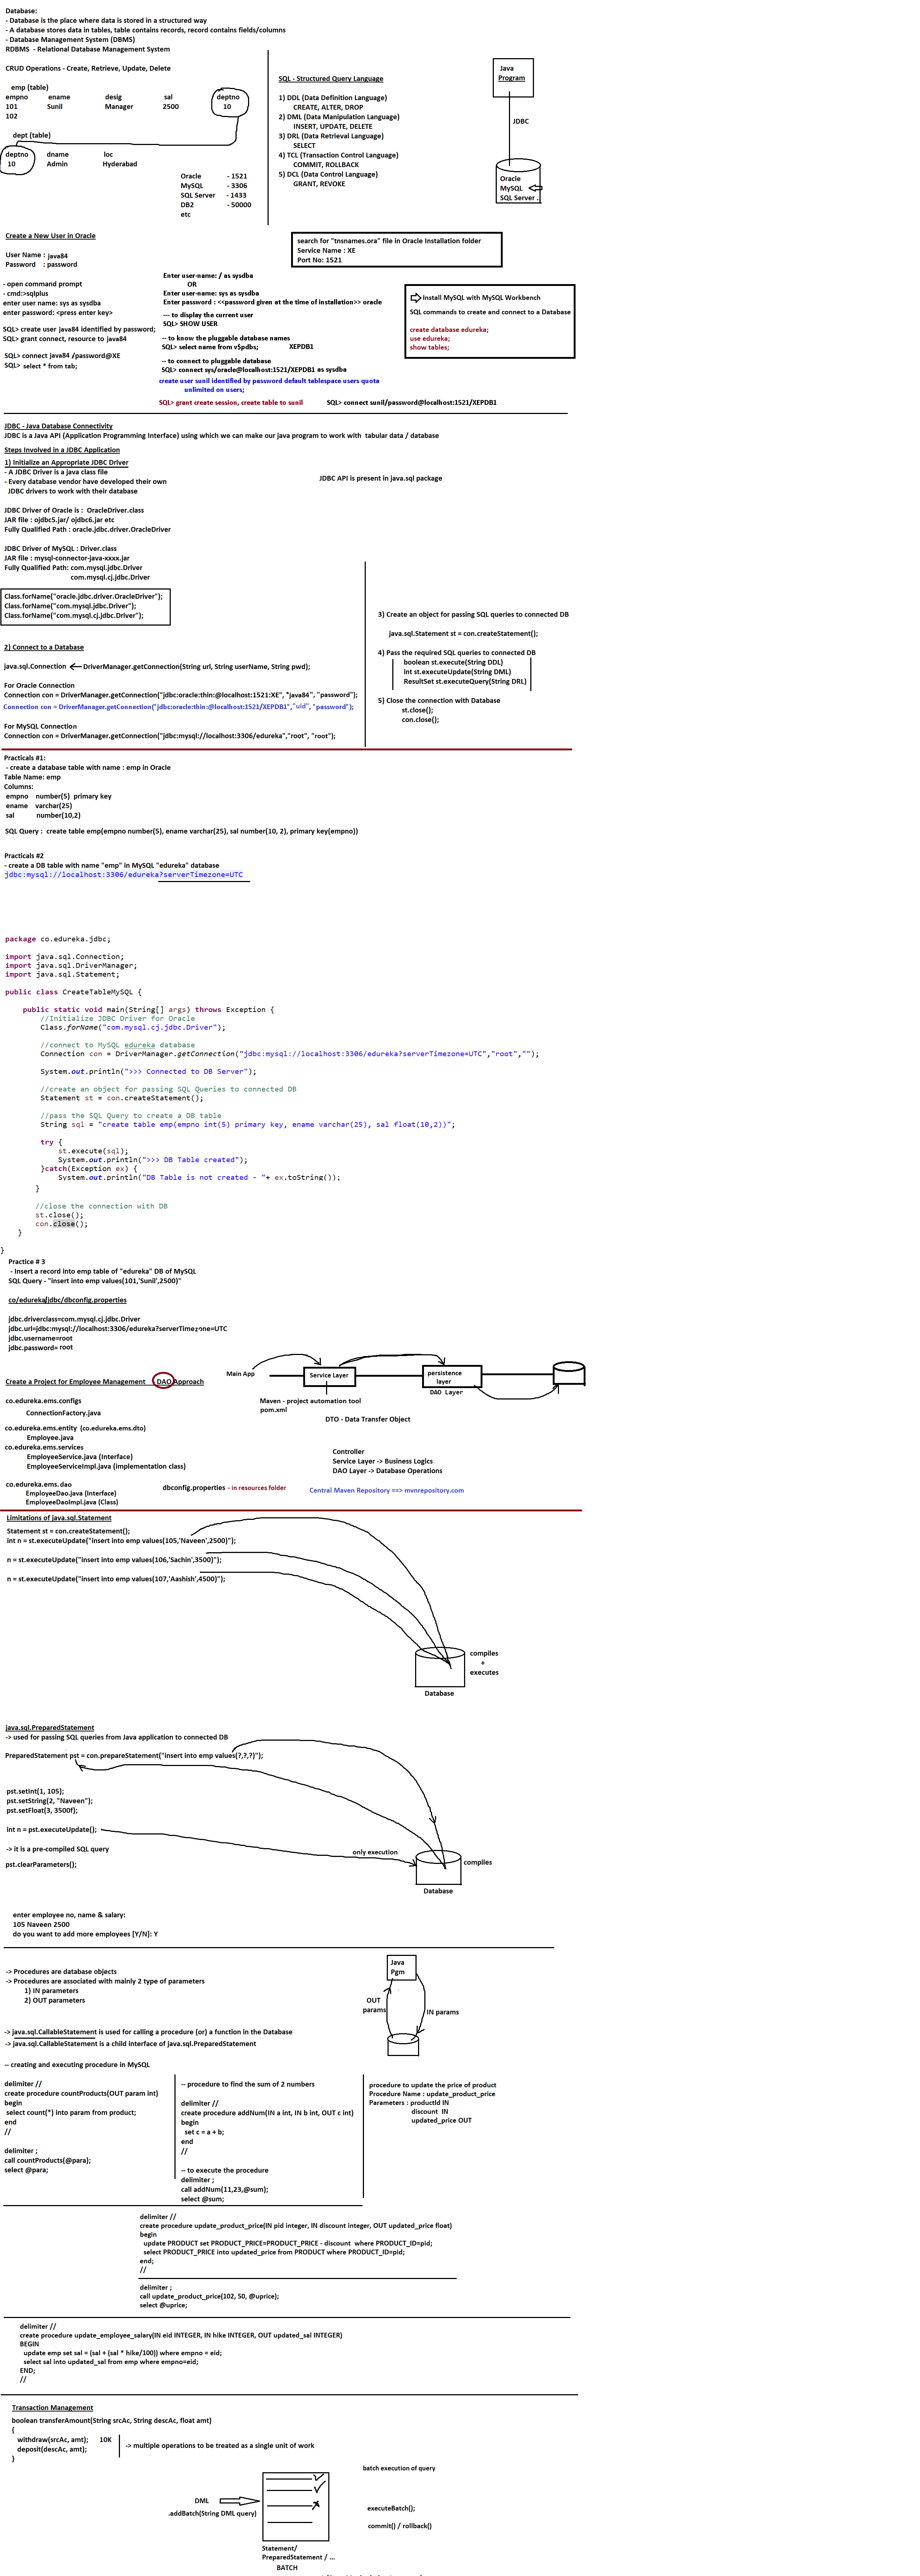 Database:
- Database is the place where data is stored in a structured way
- A database stores data in tables, table contains records, record contains fields/columns
- Database Management System (DBMS)
RDBMS - Relational Database Management System
CRUD Operations - Create, Retrieve, Update, Delete
emp (table)
empno ename desig sal deptno
101 Sunil Manager 2500 10
102
dept (table)
deptno dname loc
10 Admin Hyderabad
Oracle - 1521
MySQL - 3306
SQL Server - 1433
DB2 - 50000
etc
SQL - Structured Query Language
1) DDL (Data Definition Language)
CREATE, ALTER, DROP
2) DML (Data Manipulation Language)
INSERT, UPDATE, DELETE
3) DRL (Data Retrieval Language)
SELECT
4) TCL (Transaction Control Language)
COMMIT, ROLLBACK
5) DCL (Data Control Language)
GRANT, REVOKE
Java
Program
JDBC
Oracle
MySQL
SQL Server .
Create a New User in Oracle
User Name : java84
Password : password
- open command prompt
- cmd:>sqlplus
enter user name: sys as sysdba
enter password: <press enter key>
SQL> create user java84 identified by password;
SQL> grant connect, resource to java84
SQL> connect java84 /password@XE
SQL> select * from tab;
search for "tnsnames.ora" file in Oracle Installation folder
Service Name : XE
Port No: 1521
Enter user-name: / as sysdba
OR
Enter user-name: sys as sysdba
Enter password : <<password given at the time of installation>> oracle
--- to display the current user
SQL> SHOW USER
-- to know the pluggable database names
SQL> select name from v$pdbs; XEPDB1
-- to connect to pluggable database
SQL> connect sys/oracle@localhost:1521/XEPDB1 as sysdba
create user sunil identified by password default tablespace users quota
unlimited on users;
SQL> grant create session, create table to sunil SQL> connect sunil/password@localhost:1521/XEPDB1
Install MySQL with MySQL Workbench
SQL commands to create and connect to a Database
create database edureka;
use edureka;
show tables;
JDBC - Java Database Connectivity
JDBC is a Java API (Application Programming Interface) using which we can make our java program to work with tabular data / database
Steps Involved in a JDBC Application
1) Initialize an Appropriate JDBC Driver
- A JDBC Driver is a java class file
- Every database vendor have developed their own
JDBC drivers to work with their database
JDBC API is present in java.sql package
JDBC Driver of Oracle is : OracleDriver.class
JAR file : ojdbc5.jar/ ojdbc6.jar etc
Fully Qualified Path : oracle.jdbc.driver.OracleDriver
JDBC Driver of MySQL : Driver.class
JAR file : mysql-connector-java-xxxx.jar
Fully Qualified Path: com.mysql.jdbc.Driver
com.mysql.cj.jdbc.Driver
Class.forName("oracle.jdbc.driver.OracleDriver");
Class.forName("com.mysql.jdbc.Driver");
Class.forName("com.mysql.cj.jdbc.Driver");
2) Connect to a Database
java.sql.Connection DriverManager.getConnection(String url, String userName, String pwd);
For Oracle Connection
Connection con = DriverManager.getConnection("jdbc:oracle:thin:@localhost:1521:XE", "java84", "password");
Connection con = DriverManager.getConnection("jdbc:oracle:thin:@localhost:1521/XEPDB1","uid", "password");
For MySQL Connection
Connection con = DriverManager.getConnection("jdbc:mysql://localhost:3306/edureka","root", "root");
3) Create an object for passing SQL queries to connected DB
java.sql.Statement st = con.createStatement();
4) Pass the required SQL queries to connected DB
boolean st.execute(String DDL)
int st.executeUpdate(String DML)
ResultSet st.executeQuery(String DRL)
5) Close the connection with Database
st.close();
con.close();
Practicals #1:
- create a database table with name : emp in Oracle
Table Name: emp
Columns:
empno number(5) primary key
ename varchar(25)
sal number(10,2)
SQL Query : create table emp(empno number(5), ename varchar(25), sal number(10, 2), primary key(empno))
Practicals #2
- create a DB table with name "emp" in MySQL "edureka" database
jdbc:mysql://localhost:3306/edureka?serverTimezone=UTC
package co.edureka.jdbc;
import java.sql.Connection;
import java.sql.DriverManager;
import java.sql.Statement;
public class CreateTableMySQL {
public static void main(String[] args) throws Exception {
//Initialize JDBC Driver for Oracle
Class.forName("com.mysql.cj.jdbc.Driver");
//connect to MySQL edureka database
Connection con = DriverManager.getConnection("jdbc:mysql://localhost:3306/edureka?serverTimezone=UTC","root","");
System.out.println(">>> Connected to DB Server");
//create an object for passing SQL Queries to connected DB
Statement st = con.createStatement();
//pass the SQL Query to create a DB table
String sql = "create table emp(empno int(5) primary key, ename varchar(25), sal float(10,2))";
try {
st.execute(sql);
System.out.println(">>> DB Table created");
}catch(Exception ex) {
System.out.println("DB Table is not created - "+ ex.toString());
}
//close the connection with DB
st.close();
con.close();
}
}
Practice # 3
- Insert a record into emp table of "edureka" DB of MySQL
SQL Query - "insert into emp values(101,'Sunil',2500)"
co/edureka/jdbc/dbconfig.properties
jdbc.driverclass=com.mysql.cj.jdbc.Driver
jdbc.url=jdbc:mysql://localhost:3306/edureka?serverTimezone=UTC
jdbc.username=root
jdbc.password= root
Main App Service Layer persistence
layer
DAO Layer
Create a Project for Employee Management DAO Approach
Maven - project automation tool
pom.xml
DTO - Data Transfer Object
co.edureka.ems.configs
ConnectionFactory.java
co.edureka.ems.entity (co.edureka.ems.dto)
Employee.java
co.edureka.ems.services
EmployeeService.java (Interface)
EmployeeServiceImpl.java (implementation class)
co.edureka.ems.dao
EmployeeDao.java (Interface)
EmployeeDaoImpl.java (Class)
Controller
Service Layer -> Business Logics
DAO Layer -> Database Operations
dbconfig.properties - in resources folder
Central Maven Repository ==> mvnrepository.com
Limitations of java.sql.Statement
Statement st = con.createStatement();
int n = st.executeUpdate("insert into emp values(105,'Naveen',2500)");
n = st.executeUpdate("insert into emp values(106,'Sachin',3500)");
n = st.executeUpdate("insert into emp values(107,'Aashish',4500)");
compiles
+
executes
Database
java.sql.PreparedStatement
-> used for passing SQL queries from Java application to connected DB
PreparedStatement pst = con.prepareStatement("insert into emp values(?,?,?)");
pst.setInt(1, 105);
pst.setString(2, "Naveen");
pst.setFloat(3, 3500f);
int n = pst.executeUpdate();
-> it is a pre-compiled SQL query
pst.clearParameters();
only execution
compiles
Database
enter employee no, name & salary:
105 Naveen 2500
do you want to add more employees [Y/N]: Y
-> Procedures are database objects
-> Procedures are associated with mainly 2 type of parameters
1) IN parameters
2) OUT parameters
Java
Pgm
OUT
params
IN params
-> java.sql.CallableStatement is used for calling a procedure (or) a function in the Database
-> java.sql.CallableStatement is a child interface of java.sql.PreparedStatement
-- creating and executing procedure in MySQL
delimiter //
create procedure countProducts(OUT param int)
begin
select count(*) into param from product;
end
//
delimiter ;
call countProducts(@para);
select @para;
-- procedure to find the sum of 2 numbers
delimiter //
create procedure addNum(IN a int, IN b int, OUT c int)
begin
set c = a + b;
end
//
-- to execute the procedure
delimiter ;
call addNum(11,23,@sum);
select @sum;
procedure to update the price of product
Procedure Name : update_product_price
Parameters : productId IN
discount IN
updated_price OUT
delimiter //
create procedure update_product_price(IN pid integer, IN discount integer, OUT updated_price float)
begin
update PRODUCT set PRODUCT_PRICE=PRODUCT_PRICE - discount where PRODUCT_ID=pid;
select PRODUCT_PRICE into updated_price from PRODUCT where PRODUCT_ID=pid;
end;
//
delimiter ;
call update_product_price(102, 50, @uprice);
select @uprice;
delimiter //
create procedure update_employee_salary(IN eid INTEGER, IN hike INTEGER, OUT updated_sal INTEGER)
BEGIN
update emp set sal = (sal + (sal * hike/100)) where empno = eid;
select sal into updated_sal from emp where empno=eid;
END;
//
Transaction Management
boolean transferAmount(String srcAc, String descAc, float amt)
{
withdraw(srcAc, amt); 10K
deposit(descAc, amt);
-> multiple operations to be treated as a single unit of work
}
batch execution of query
DML
.addBatch(String DML query)
executeBatch();
commit() / rollback()
Statement/
PreparedStatement / ...
BATCH